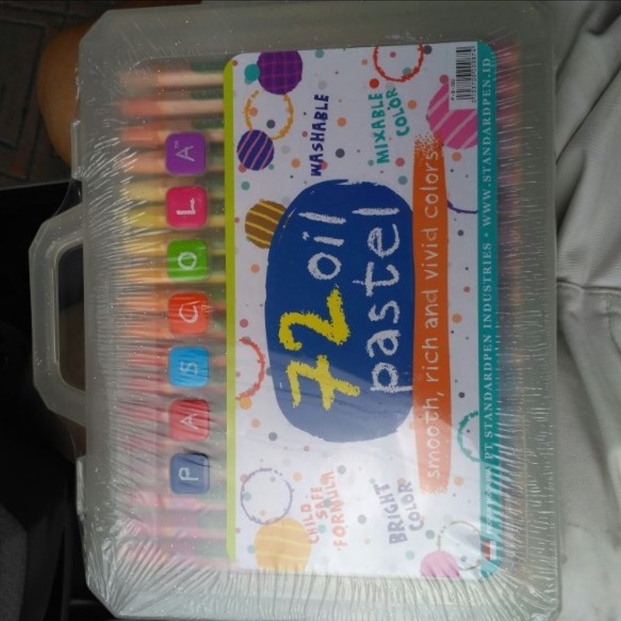 PASCOLA™
WASHABLE
MIXABLE
COLOR
72 oil
pastel
smooth, rich and vivid colors
CHILD
SAFE
FORMULA
BRIGHT
COLOR
PT STANDARDPEN INDUSTRIES • WWW.STANDARDPEN.ID